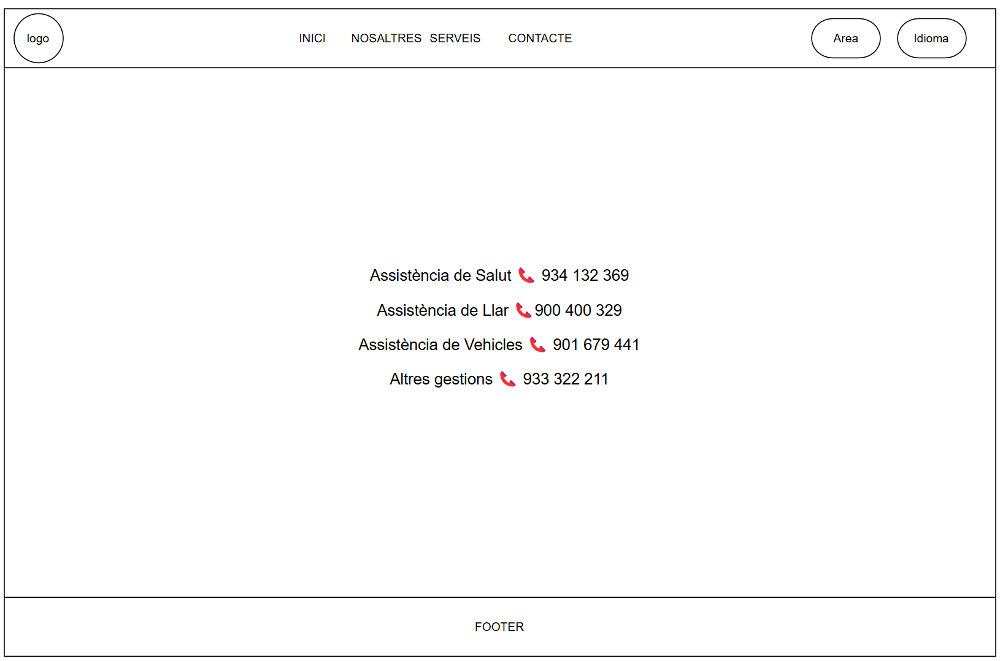 logo INICI NOSALTRES SERVEIS CONTACTE Area Idioma
Assistència de Salut 📞 934 132 369
Assistència de Llar 📞 900 400 329
Assistència de Vehicles 📞 901 679 441
Altres gestions 📞 933 322 211
FOOTER